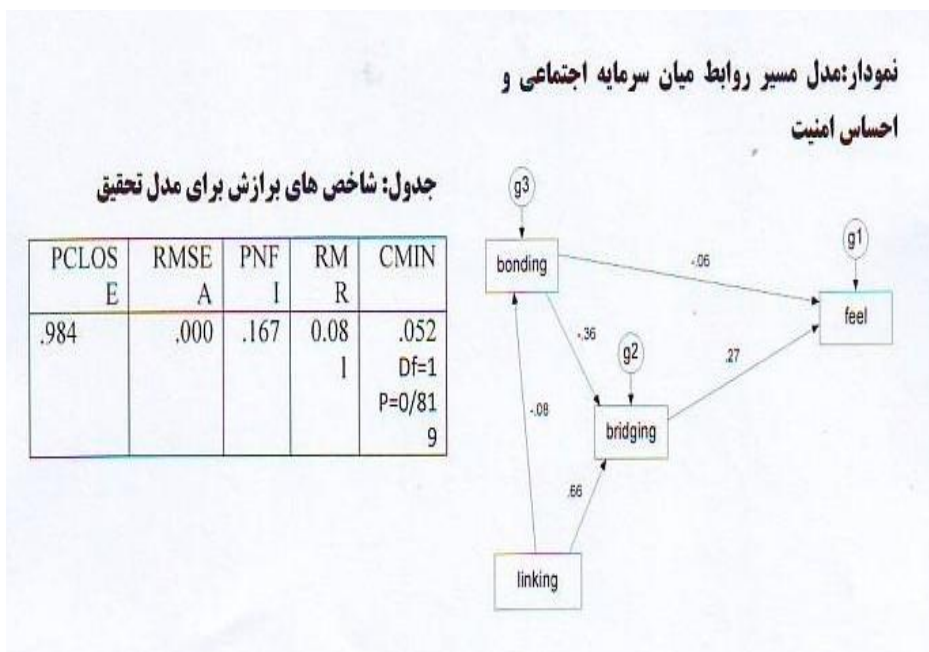 نمودار:مدل مسیر روابط میان سرمایه اجتماعی و
احساس امنیت
جدول: شاخص های برازش برای مدل تحقیق
PCLOS
E
RMSE
A
PNF
I
RM
R
CMIN
.984
.000
.167
0.08
1
.052
Df=1
P=0/81
9
g3
bonding
-.06
g1
feel
-.36
g2
.27
-.08
bridging
.66
linking